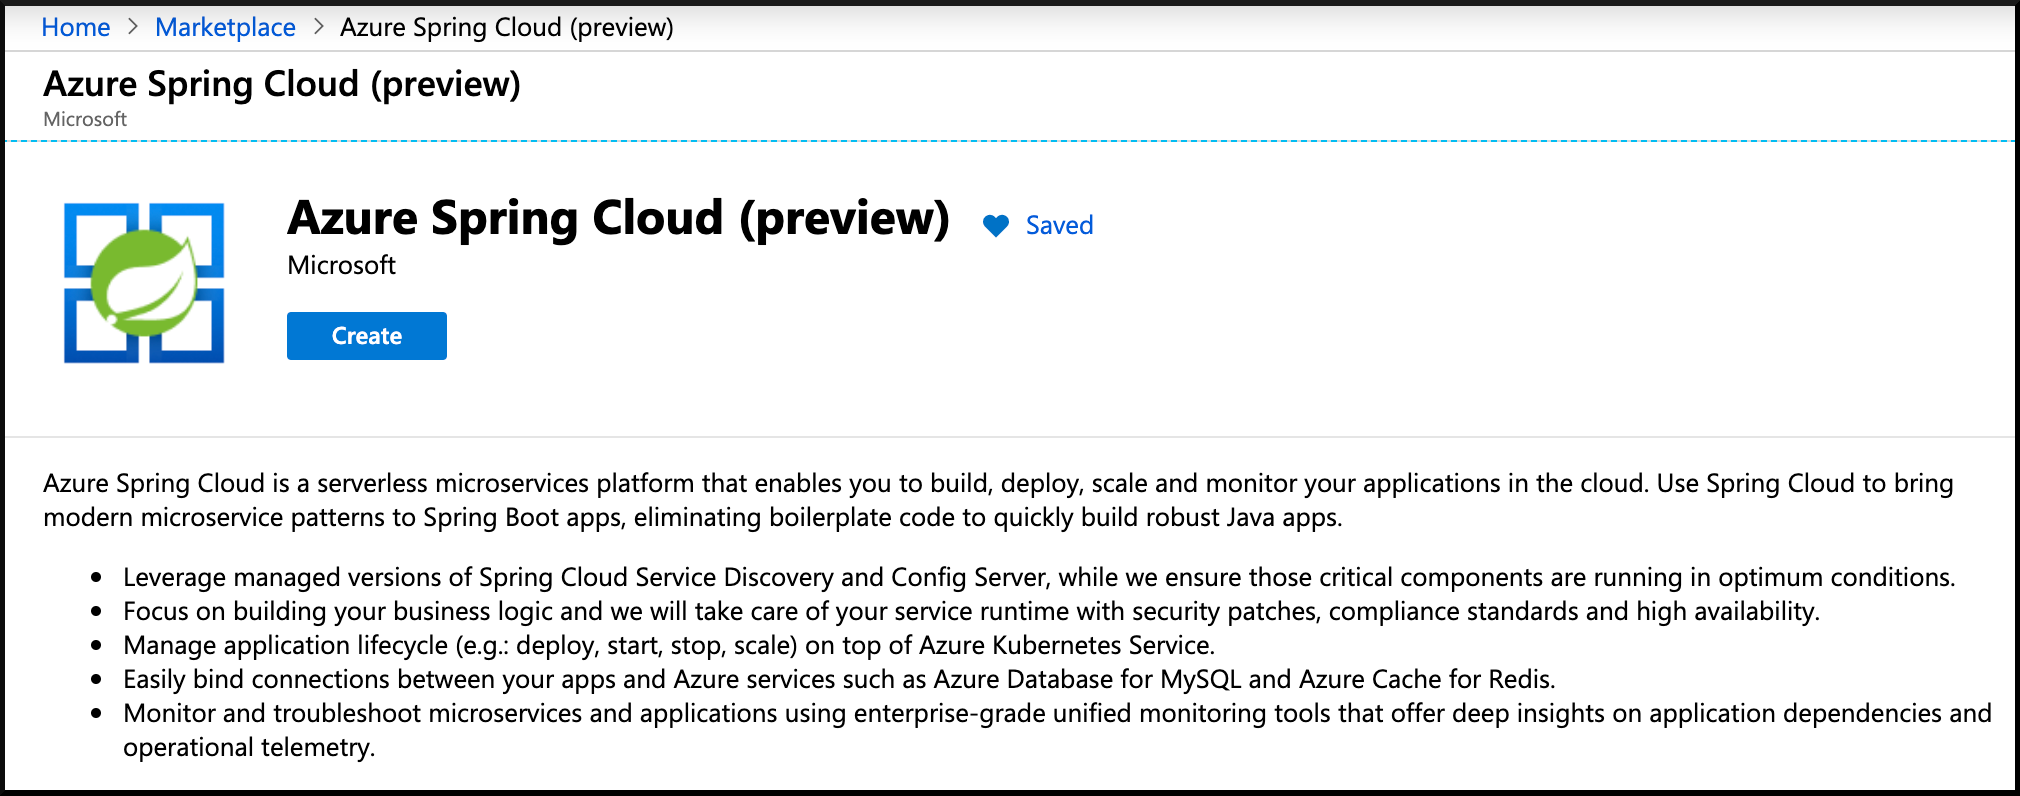 Home > Marketplace > Azure Spring Cloud (preview)
Azure Spring Cloud (preview)
Microsoft
Azure Spring Cloud (preview) Saved
Microsoft
Create
Azure Spring Cloud is a serverless microservices platform that enables you to build, deploy, scale and monitor your applications in the cloud. Use Spring Cloud to bring
modern microservice patterns to Spring Boot apps, eliminating boilerplate code to quickly build robust Java apps.
• Leverage managed versions of Spring Cloud Service Discovery and Config Server, while we ensure those critical components are running in optimum conditions.
• Focus on building your business logic and we will take care of your service runtime with security patches, compliance standards and high availability.
• Manage application lifecycle (e.g.: deploy, start, stop, scale) on top of Azure Kubernetes Service.
• Easily bind connections between your apps and Azure services such as Azure Database for MySQL and Azure Cache for Redis.
• Monitor and troubleshoot microservices and applications using enterprise-grade unified monitoring tools that offer deep insights on application dependencies and
operational telemetry.